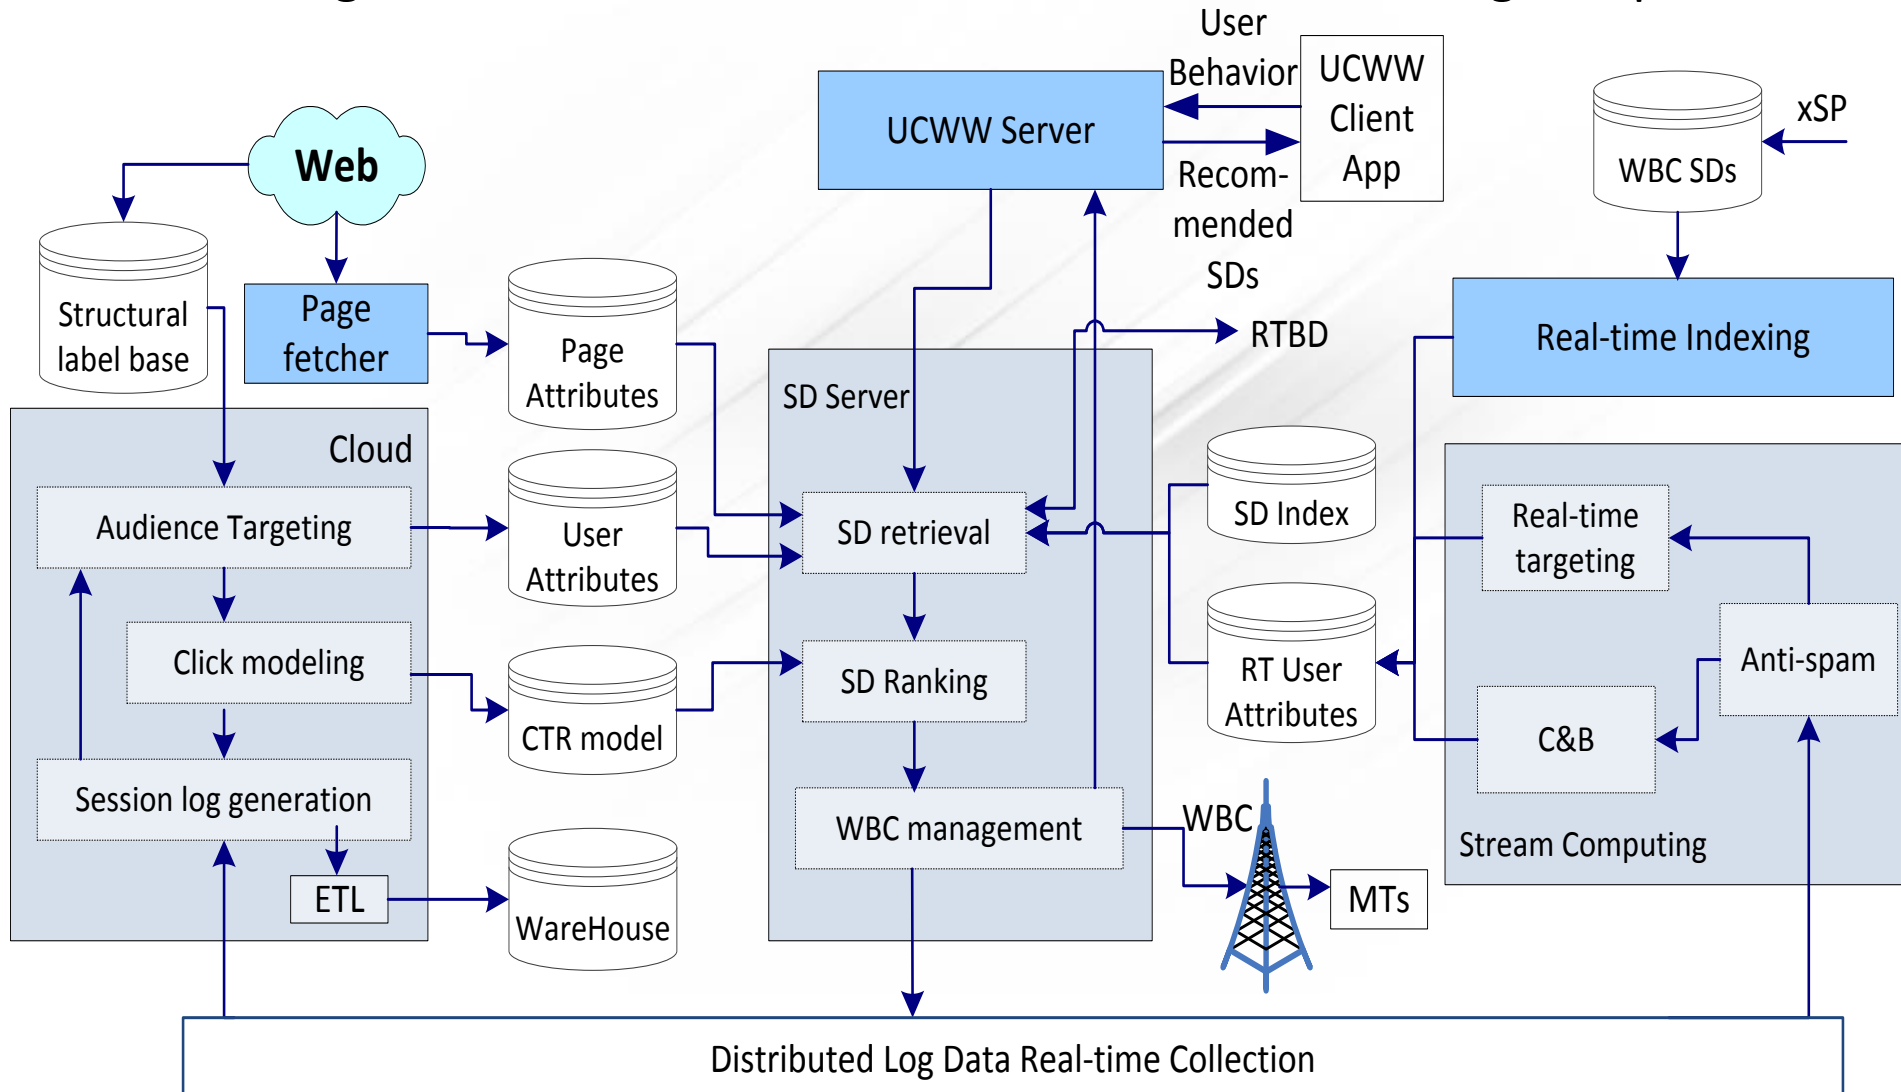 User
Behavior
UCWW
Client
App
UCWW Server
xSP
WBC SDs
Web
Recom-
mended
SDs
Structural
label base
Page
fetcher
Page
Attributes
RTBD
Real-time Indexing
SD Server
Cloud
Audience Targeting
User
Attributes
SD retrieval
SD Index
Real-time
targeting
Click modeling
CTR model
SD Ranking
RT User
Attributes
Anti-spam
C&B
Session log generation
WBC management
WBC
Stream Computing
ETL
WareHouse
MTs
Distributed Log Data Real-time Collection